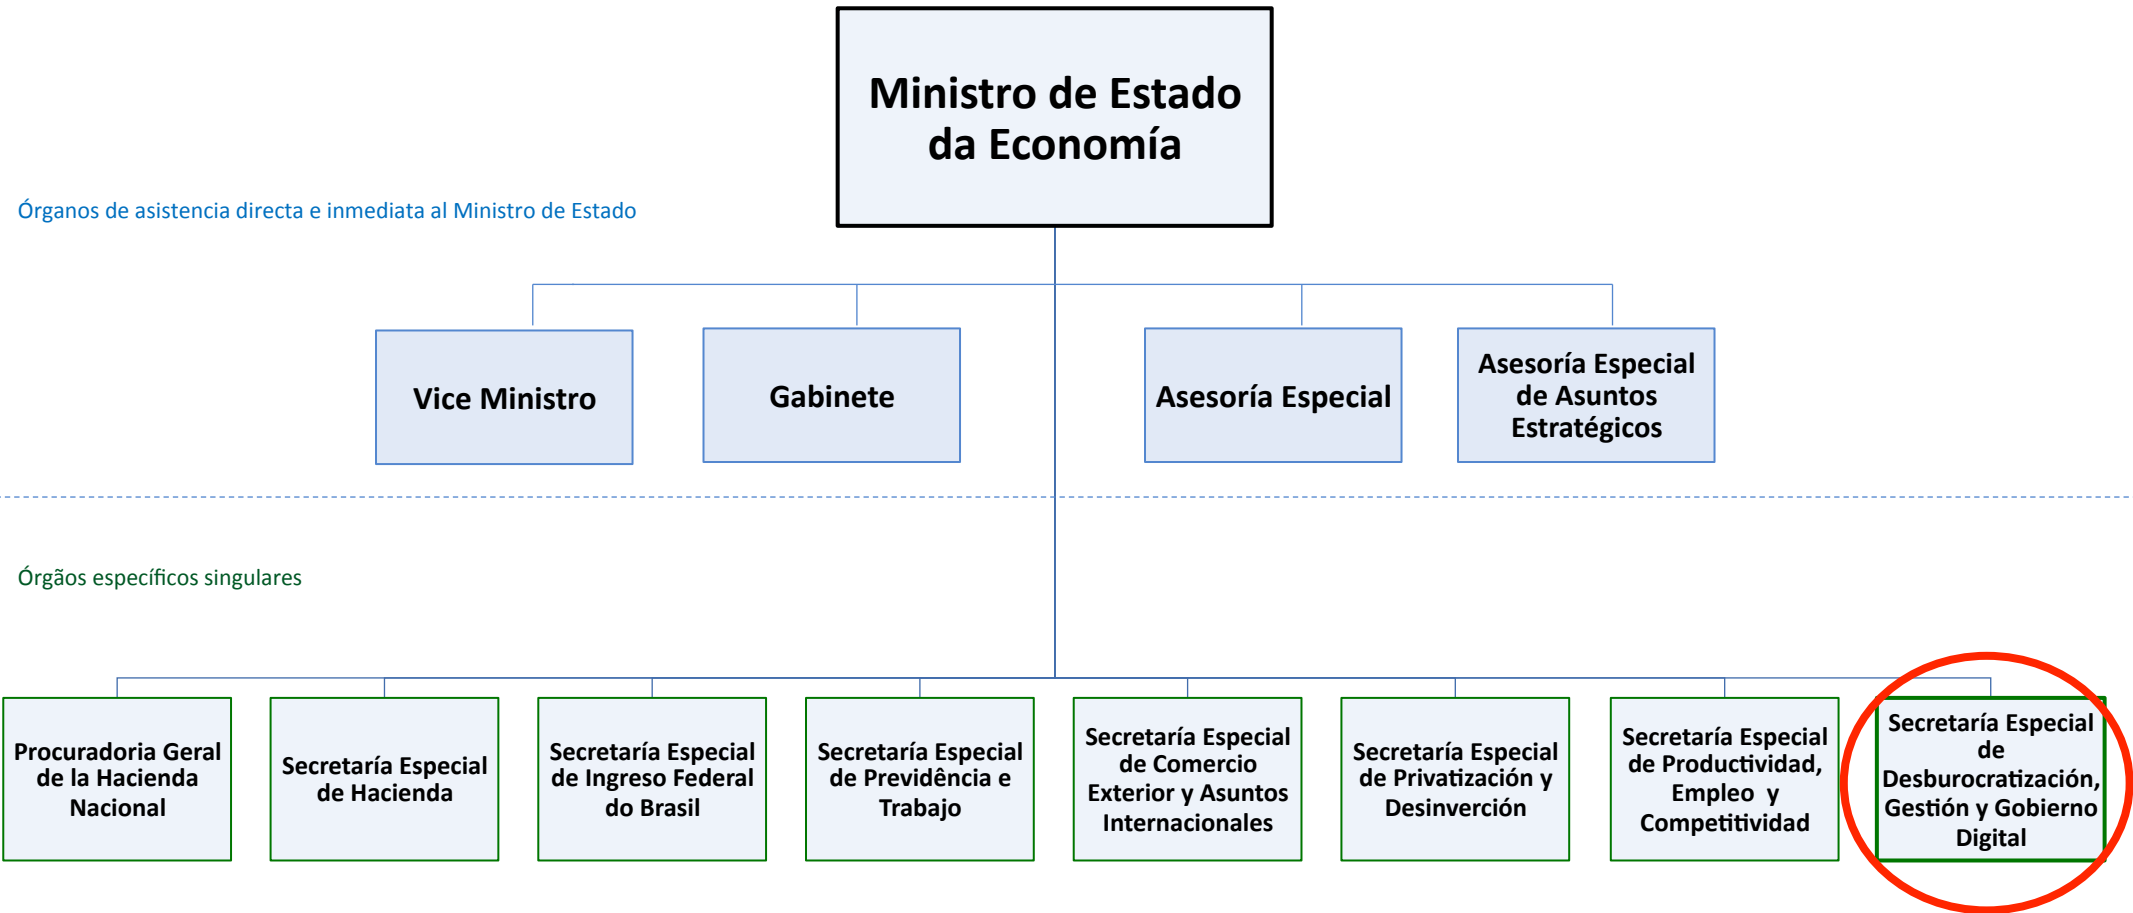 Ministro de Estado
da Economía
Órganos de asistencia directa e inmediata al Ministro de Estado
Vice Ministro
Gabinete
Asesoría Especial
Asesoría Especial
de Asuntos
Estratégicos
Órgãos específicos singulares
Procuradoria Geral
de la Hacienda
Nacional
Secretaría Especial
de Hacienda
Secretaría Especial
de Ingreso Federal
do Brasil
Secretaría Especial
de Previdência e
Trabajo
Secretaría Especial
de Comercio
Exterior y Asuntos
Internacionales
Secretaría Especial
de Privatización y
Desinverción
Secretaría Especial
de Productividad,
Empleo y
Competitividad
Secretaría Especial
de
Desburocratización,
Gestión y Gobierno
Digital